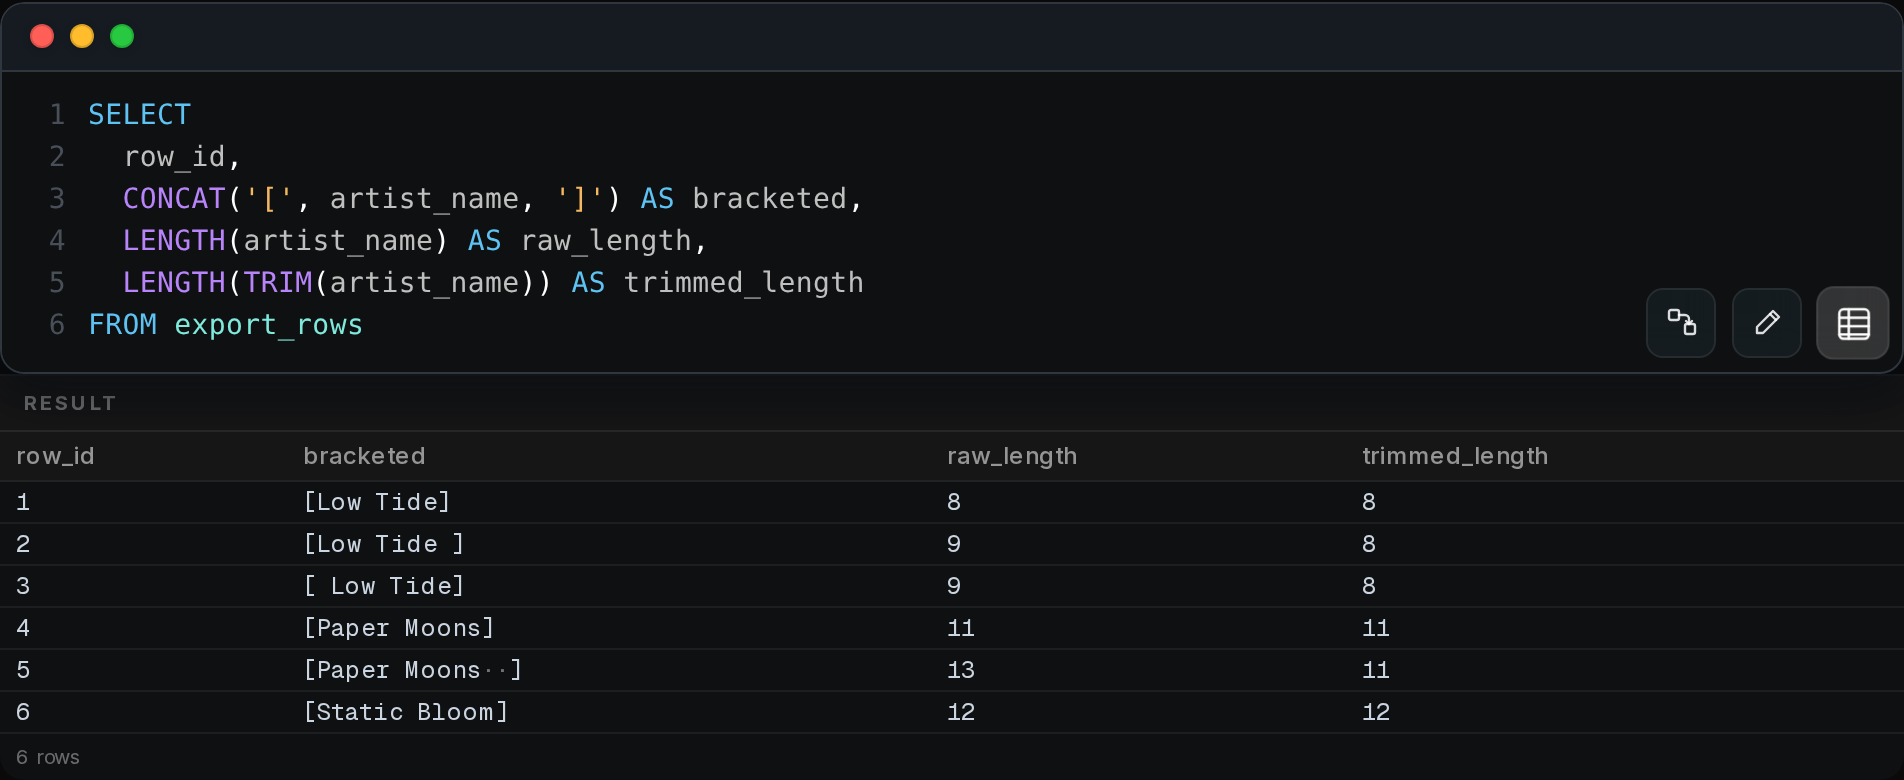 1 SELECT
2   row_id,
3   CONCAT('[', artist_name, ']') AS bracketed,
4   LENGTH(artist_name) AS raw_length,
5   LENGTH(TRIM(artist_name)) AS trimmed_length
6 FROM export_rows
RESULT
row_id bracketed raw_length trimmed_length
1 [Low Tide] 8 8
2 [Low Tide ] 9 8
3 [ Low Tide] 9 8
4 [Paper Moons] 11 11
5 [Paper Moons··] 13 11
6 [Static Bloom] 12 12
6 rows